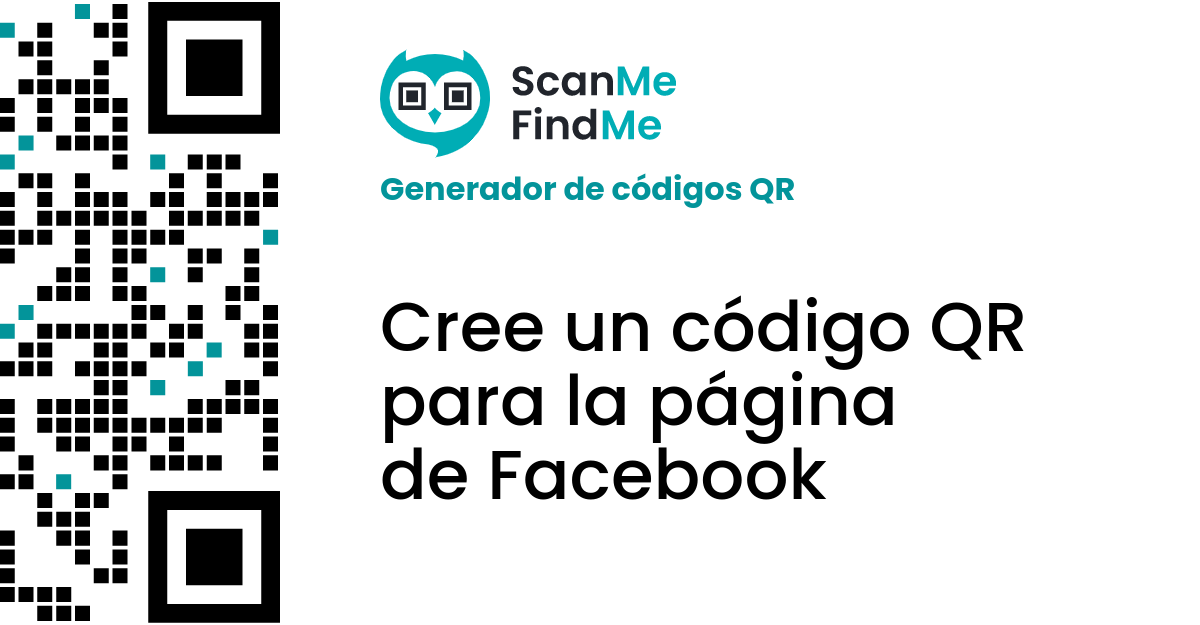 ScanMe
FindMe
Generador de códigos QR
Cree un código QR
para la página
de Facebook